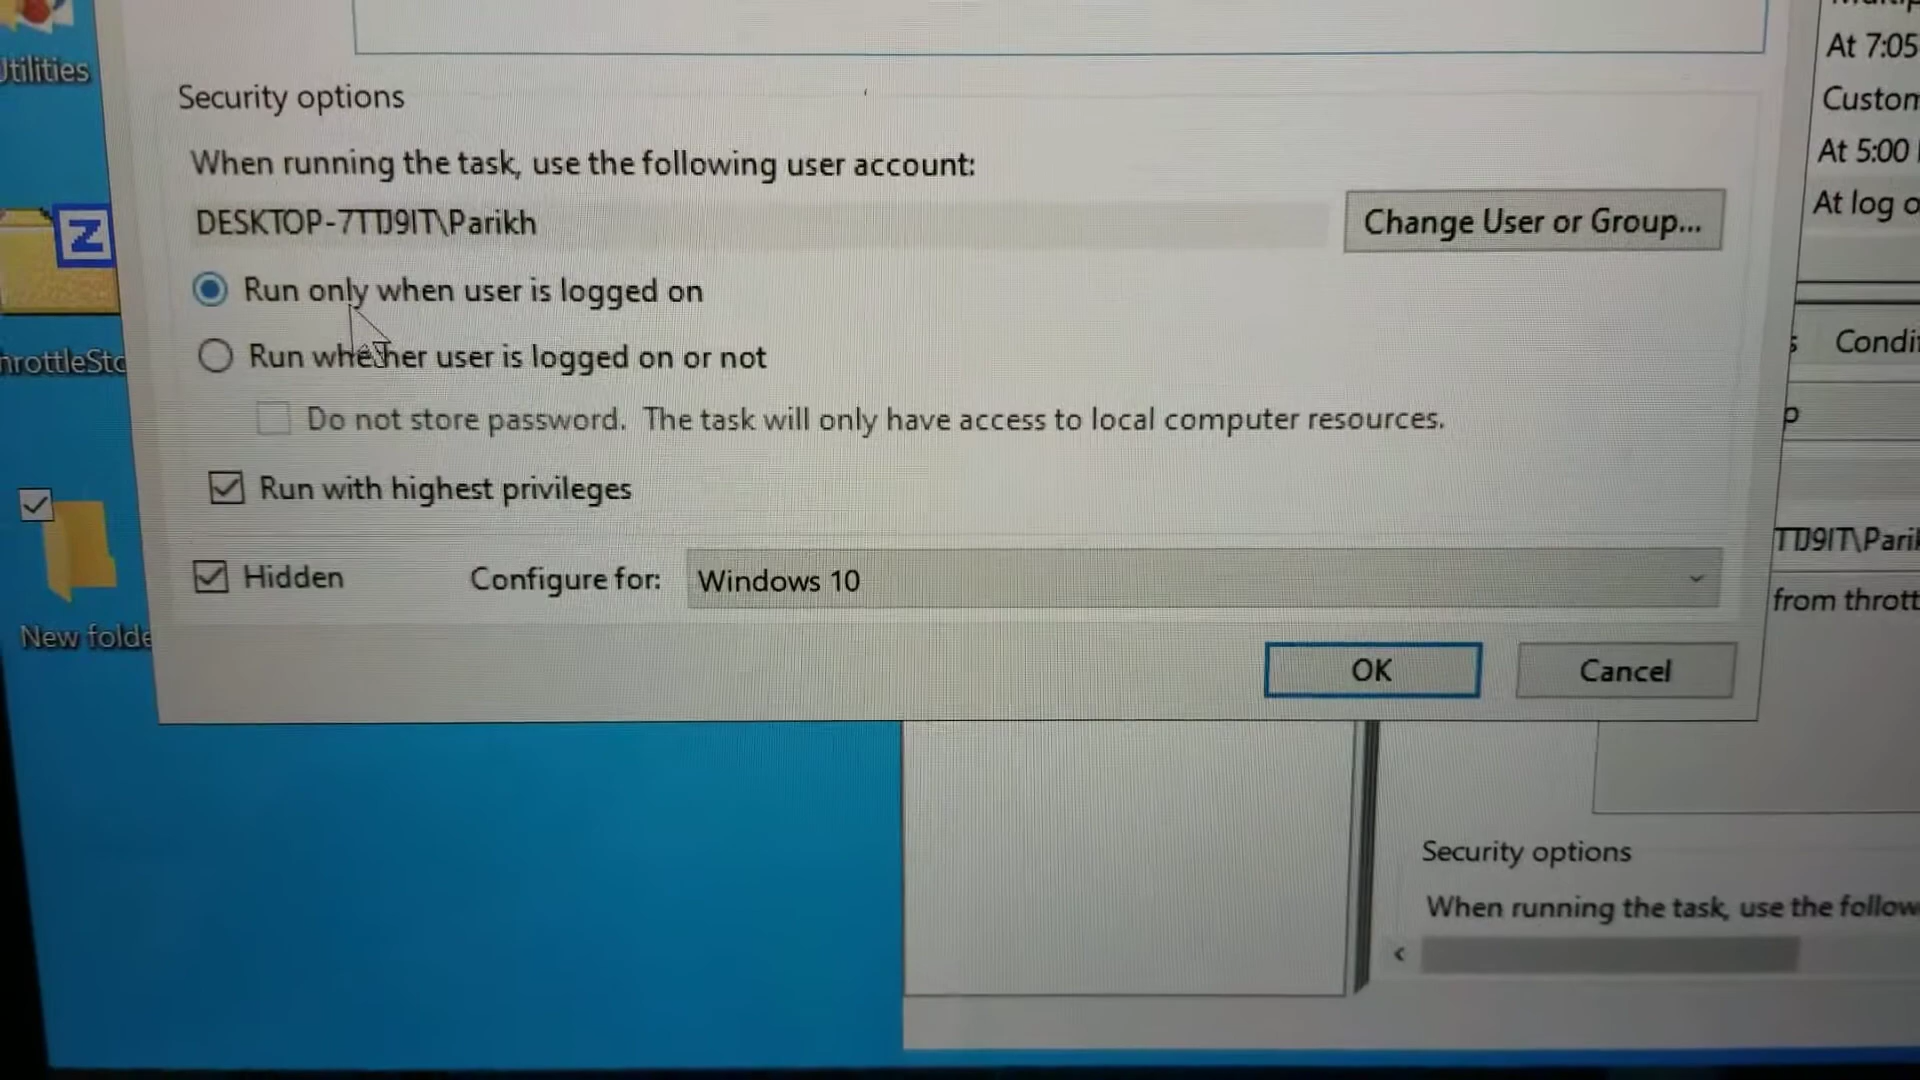 Utilities
At 7:05
Custom
At 5:00
At log o
Security options
When running the task, use the following user account:
DESKTOP-7TTJ9IT\Parikh
Change User or Group...
Run only when user is logged on
Run whether user is logged on or not
Do not store password. The task will only have access to local computer resources.
Run with highest privileges
Hidden
Configure for:
Windows 10
OK
Cancel
Z
hrottleSto
New folde
Condit
p
TTJ9IT\Parik
from thrott
Security options
When running the task, use the follow